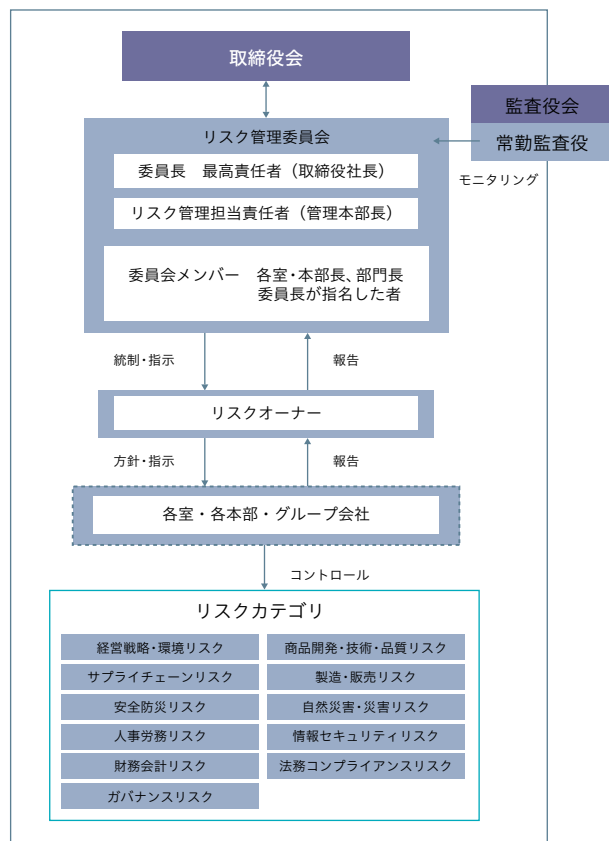 取締役会
監査役会
常勤監査役
モニタリング
リスク管理委員会
委員長　最高責任者（取締役社長）
リスク管理担当責任者（管理本部長）
委員会メンバー　各室・本部長、部門長
委員長が指名した者
統制・指示
報告
リスクオーナー
方針・指示
報告
各室・各本部・グループ会社
コントロール
リスクカテゴリ
経営戦略・環境リスク
商品開発・技術・品質リスク
サプライチェーンリスク
製造・販売リスク
安全防災リスク
自然災害・災害リスク
人事労務リスク
情報セキュリティリスク
財務会計リスク
法務コンプライアンスリスク
ガバナンスリスク